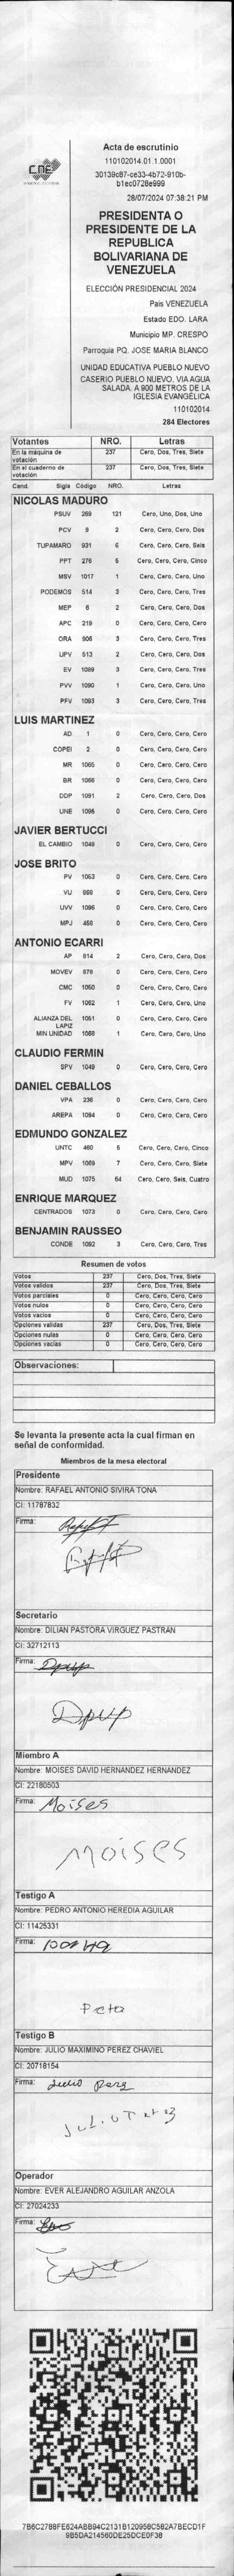 CNE
Acta de escrutinio
110102014.01.1.0001
30139c87-ce33-4b72-910b-
b1ec0728e999
28/07/2024 07:38:21 PM
PRESIDENTA O
PRESIDENTE DE LA
REPUBLICA
BOLIVARIANA DE
VENEZUELA
ELECCIÓN PRESIDENCIAL 2024
País VENEZUELA
Estado EDO. LARA
Municipio MP. CRESPO
Parroquia PQ. JOSE MARIA BLANCO
UNIDAD EDUCATIVA PUEBLO NUEVO
CASERIO PUEBLO NUEVO, VIA AGUA
SALADA, A 900 METROS DE LA
IGLESIA EVANGÉLICA
110102014
284 Electores
Votantes NRO. Letras
En la máquina de votación 237 Cero, Dos, Tres, Siete
En el cuaderno de votación 237 Cero, Dos, Tres, Siete
Cand. Sigla Código NRO. Letras
NICOLAS MADURO
PSUV 269 121 Cero, Uno, Dos, Uno
PCV 9 2 Cero, Cero, Cero, Dos
TUPAMARO 931 6 Cero, Cero, Cero, Seis
PPT 276 5 Cero, Cero, Cero, Cinco
MSV 1017 1 Cero, Cero, Cero, Uno
PODEMOS 514 3 Cero, Cero, Cero, Tres
MEP 6 2 Cero, Cero, Cero, Dos
APC 219 0 Cero, Cero, Cero, Cero
ORA 906 3 Cero, Cero, Cero, Tres
UPV 513 2 Cero, Cero, Cero, Dos
EV 1089 3 Cero, Cero, Cero, Tres
PVV 1090 1 Cero, Cero, Cero, Uno
PFV 1093 3 Cero, Cero, Cero, Tres
LUIS MARTINEZ
AD 1 0 Cero, Cero, Cero, Cero
COPEI 2 0 Cero, Cero, Cero, Cero
MR 1065 0 Cero, Cero, Cero, Cero
BR 1066 0 Cero, Cero, Cero, Cero
DDP 1091 2 Cero, Cero, Cero, Dos
UNE 1095 0 Cero, Cero, Cero, Cero
JAVIER BERTUCCI
EL CAMBIO 1048 0 Cero, Cero, Cero, Cero
JOSE BRITO
PV 1053 0 Cero, Cero, Cero, Cero
VU 968 0 Cero, Cero, Cero, Cero
UVV 1096 0 Cero, Cero, Cero, Cero
MPJ 458 0 Cero, Cero, Cero, Cero
ANTONIO ECARRI
AP 814 2 Cero, Cero, Cero, Dos
MOVEV 878 0 Cero, Cero, Cero, Cero
CMC 1050 0 Cero, Cero, Cero, Cero
FV 1062 1 Cero, Cero, Cero, Uno
ALIANZA DEL LAPIZ 1051 0 Cero, Cero, Cero, Cero
MIN UNIDAD 1068 1 Cero, Cero, Cero, Uno
CLAUDIO FERMIN
SPV 1049 0 Cero, Cero, Cero, Cero
DANIEL CEBALLOS
VPA 236 0 Cero, Cero, Cero, Cero
AREPA 1094 0 Cero, Cero, Cero, Cero
EDMUNDO GONZALEZ
UNTC 460 5 Cero, Cero, Cero, Cinco
MPV 1069 7 Cero, Cero, Cero, Siete
MUD 1075 64 Cero, Cero, Seis, Cuatro
ENRIQUE MARQUEZ
CENTRADOS 1073 0 Cero, Cero, Cero, Cero
BENJAMIN RAUSSEO
CONDE 1092 3 Cero, Cero, Cero, Tres
Resumen de votos
Votos 237 Cero, Dos, Tres, Siete
Votos validos 237 Cero, Dos, Tres, Siete
Votos parciales 0 Cero, Cero, Cero, Cero
Votos nulos 0 Cero, Cero, Cero, Cero
Votos vacios 0 Cero, Cero, Cero, Cero
Opciones validas 237 Cero, Dos, Tres, Siete
Opciones nulas 0 Cero, Cero, Cero, Cero
Opciones vacias 0 Cero, Cero, Cero, Cero
Observaciones:
Se levanta la presente acta la cual firman en
señal de conformidad.
Miembros de la mesa electoral
Presidente
Nombre: RAFAEL ANTONIO SIVIRA TONA
CI: 11787832
Firma:
Secretario
Nombre: DILIAN PASTORA VIRGUEZ PASTRAN
CI: 32712113
Firma:
Miembro A
Nombre: MOISES DAVID HERNANDEZ HERNANDEZ
CI: 22180503
Firma: Moises
moises
Testigo A
Nombre: PEDRO ANTONIO HEREDIA AGUILAR
CI: 11425331
Firma:
Testigo B
Nombre: JULIO MAXIMINO PEREZ CHAVIEL
CI: 20718154
Firma: Julio Perez
Operador
Nombre: EVER ALEJANDRO AGUILAR ANZOLA
CI: 27024233
Firma:
7B6C2788FE624ABB94C2131B120958C582A7BECD1F
9B5DA214560DE25DCE0F38